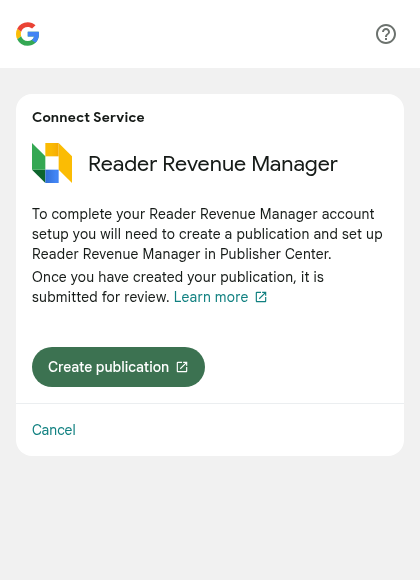 Connect Service
Reader Revenue Manager
To complete your Reader Revenue Manager account
setup you will need to create a publication and set up
Reader Revenue Manager in Publisher Center.
Once you have created your publication, it is
submitted for review. Learn more
Create publication
Cancel